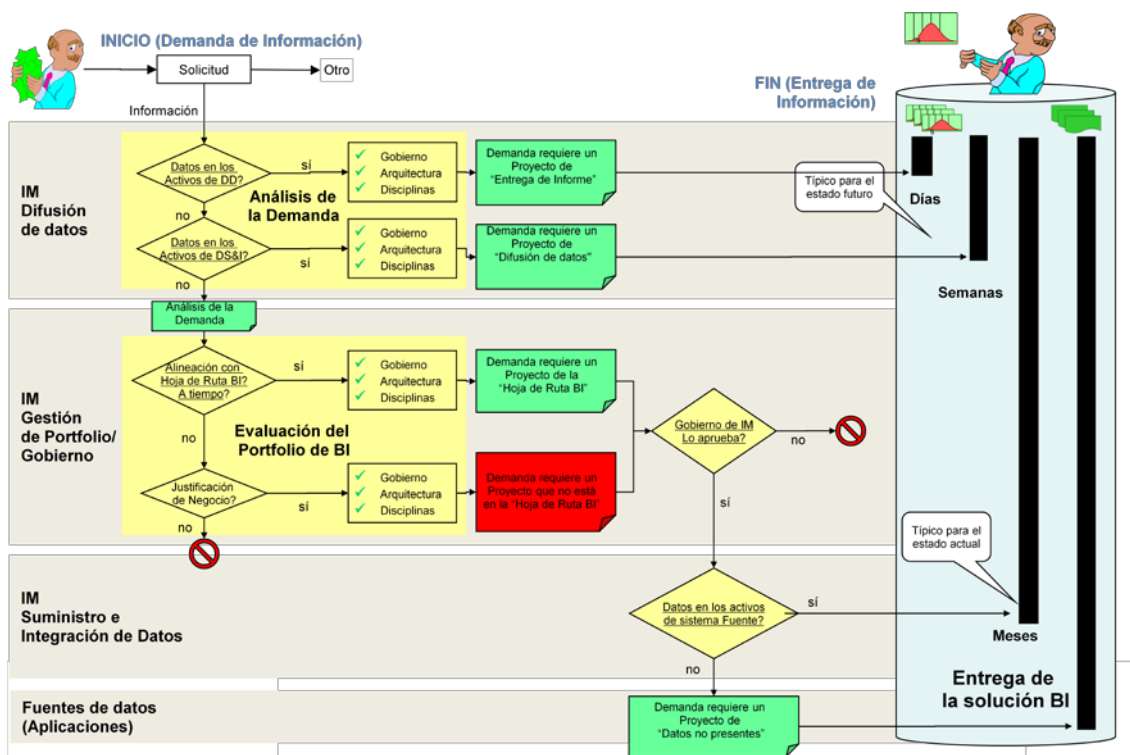 INICIO (Demanda de Información)
Solicitud
Otro
Información
FIN (Entrega de
Información)
IM
Difusión
de datos
Datos en los
Activos de DD?
sí
no
Análisis de
la Demanda
Gobierno
Arquitectura
Disciplinas
Demanda requiere un
Proyecto de
“Entrega de Informe”
Días
Típico para el
estado futuro
Datos en los
Activos de DS&I?
sí
no
Gobierno
Arquitectura
Disciplinas
Demanda requiere un
Proyecto de
“Difusión de datos”
Semanas
Análisis de la
Demanda
IM
Gestión
de Portfolio/
Gobierno
Alineación con
Hoja de Ruta BI?
A tiempo?
sí
no
Gobierno
Arquitectura
Disciplinas
Demanda requiere un
Proyecto de la
“Hoja de Ruta BI”
Evaluación del
Portfolio de BI
Gobierno de IM
Lo aprueba?
no
sí
Justificación
de Negocio?
sí
no
Gobierno
Arquitectura
Disciplinas
Demanda requiere un
Proyecto que no está
en la “Hoja de Ruta BI”
Típico para el
estado actual
IM
Suministro e
Integración de Datos
Datos en los activos
de sistema Fuente?
sí
no
Meses
Entrega de
la solución BI
Fuentes de datos
(Aplicaciones)
Demanda requiere un
Proyecto de
“Datos no presentes”